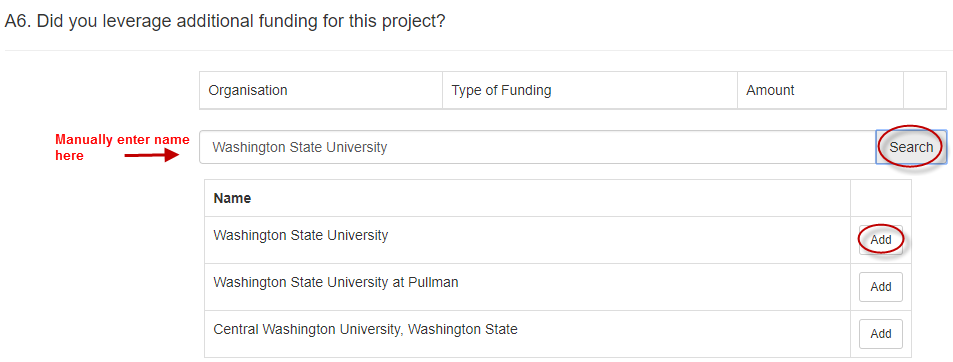 A6. Did you leverage additional funding for this project?
Organisation Type of Funding Amount
Manually enter name
here
Washington State University Search
Name
Washington State University Add
Washington State University at Pullman Add
Central Washington University, Washington State Add